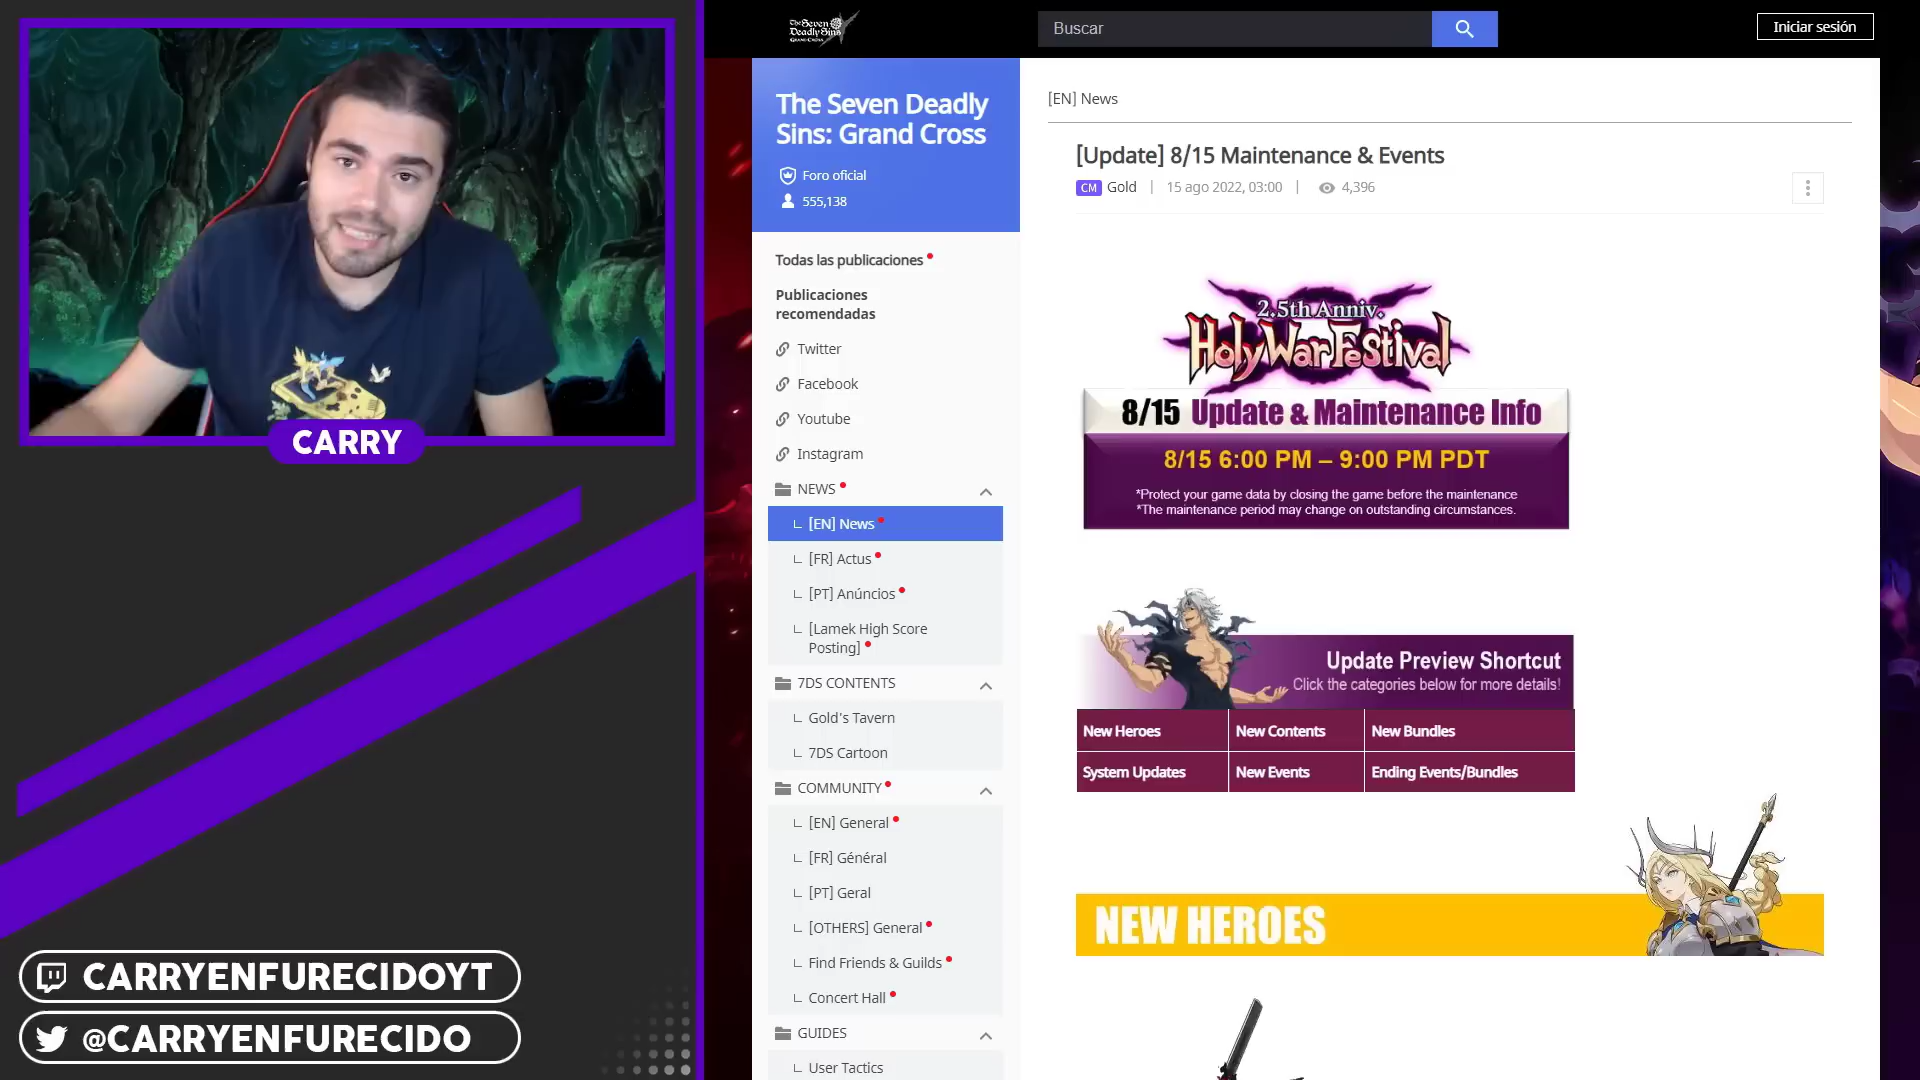 CARRY
CARRYENFURECIDOYT
@CARRYENFURECIDO
The Seven
Deadly Sins
GRAND CROSS
Buscar
Iniciar sesión
The Seven Deadly
Sins: Grand Cross
Foro oficial
555,138
Todas las publicaciones
Publicaciones
recomendadas
Twitter
Facebook
Youtube
Instagram
NEWS
[EN] News
[FR] Actus
[PT] Anúncios
[Lamek High Score
Posting]
7DS CONTENTS
Gold's Tavern
7DS Cartoon
COMMUNITY
[EN] General
[FR] Général
[PT] Geral
[OTHERS] General
Find Friends & Guilds
Concert Hall
GUIDES
User Tactics
[EN] News
[Update] 8/15 Maintenance & Events
CM Gold | 15 ago 2022, 03:00 | 4,396
2.5th Anniv.
Holy War Festival
8/15 Update & Maintenance Info
8/15 6:00 PM – 9:00 PM PDT
*Protect your game data by closing the game before the maintenance
*The maintenance period may change on outstanding circumstances.
Update Preview Shortcut
Click the categories below for more details!
New Heroes New Contents New Bundles
System Updates New Events Ending Events/Bundles
NEW HEROES